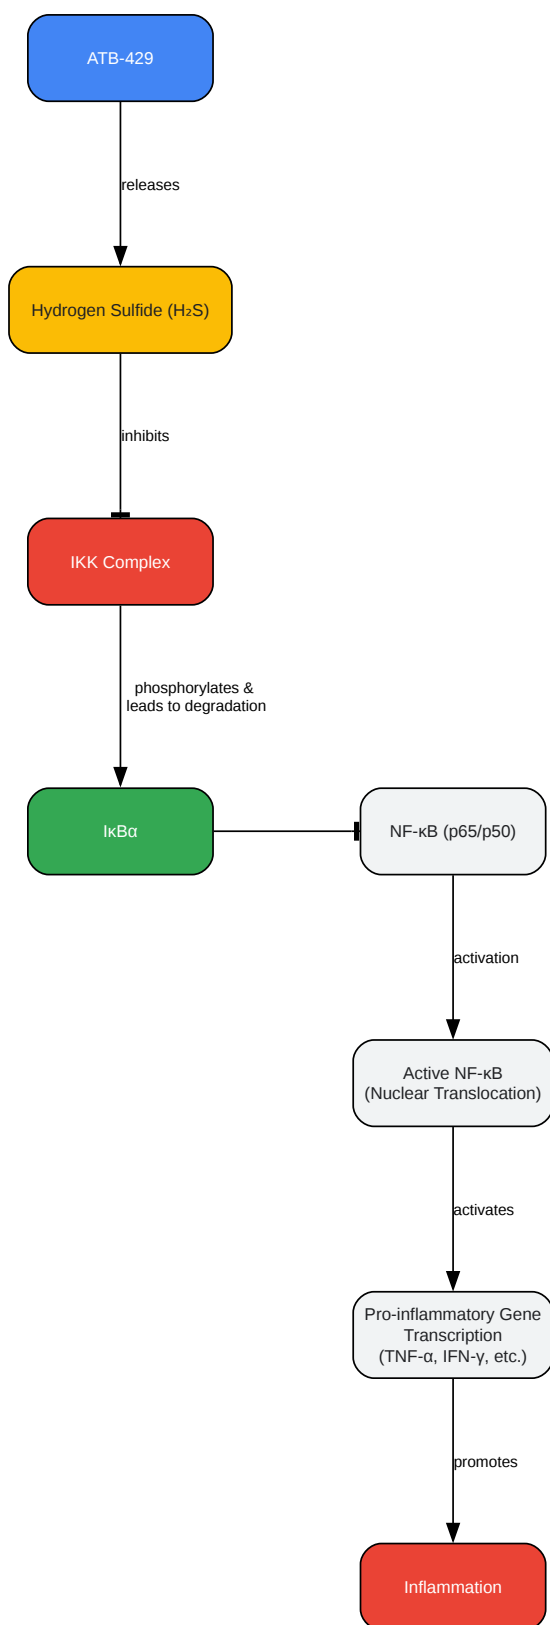 ATB-429
releases
Hydrogen Sulfide (H₂S)
inhibits
IKK Complex
phosphorylates &
leads to degradation
IκBα
NF-κB (p65/p50)
activation
Active NF-κB
(Nuclear Translocation)
activates
Pro-inflammatory Gene
Transcription
(TNF-α, IFN-γ, etc.)
promotes
Inflammation